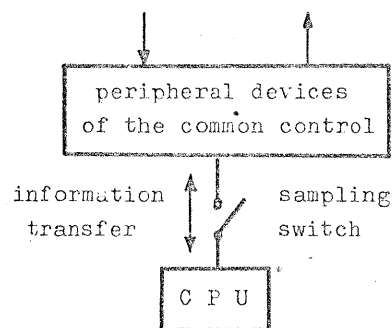 peripheral devices
of the common control
information
transfer
sampling
switch
C P U